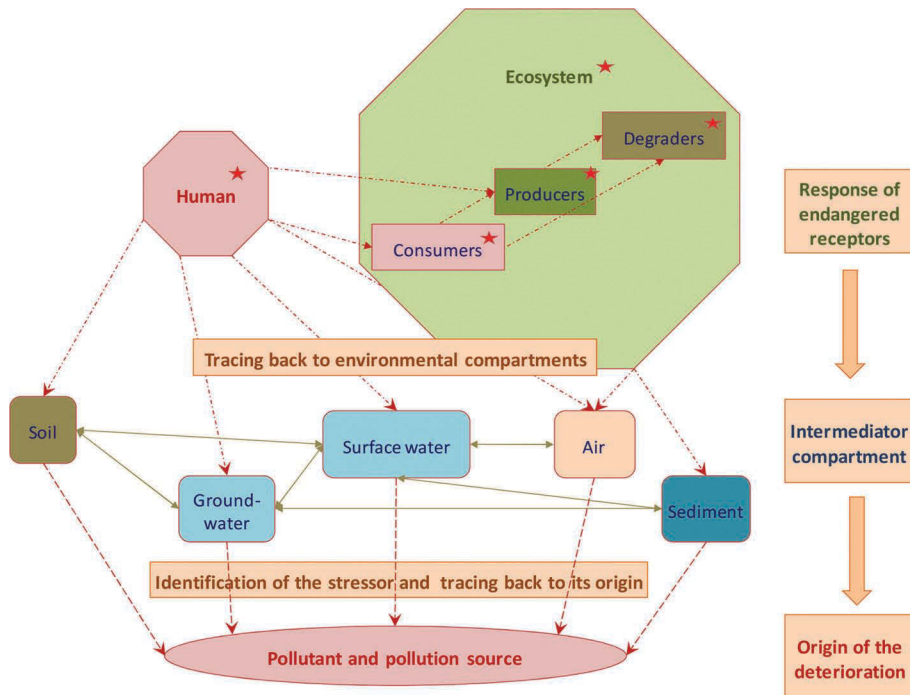 Ecosystem
Degraders
Human
Producers
Consumers
Response of
endangered
receptors
Tracing back to environmental compartments
Soil
Surface water
Air
Intermediator
compartment
Ground-
water
Sediment
Identification of the stressor and tracing back to its origin
Pollutant and pollution source
Origin of the
deterioration